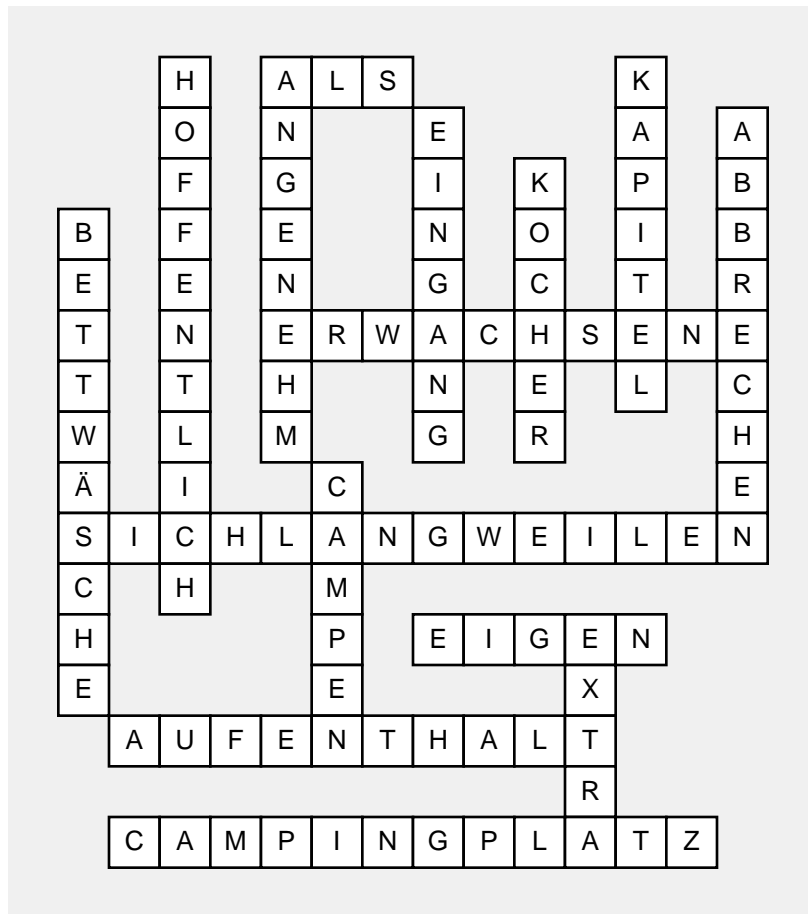 H A L S K
O N E A A
F G I K P B
B F E N O I B
E E N G C T R
T N E R W A C H S E N E
T T H N E L C
W L M G R H
Ä I C E
S I C H L A N G W E I L E N
C H M
H P E I G E N
E E X
A U F E N T H A L T
R
C A M P I N G P L A T Z